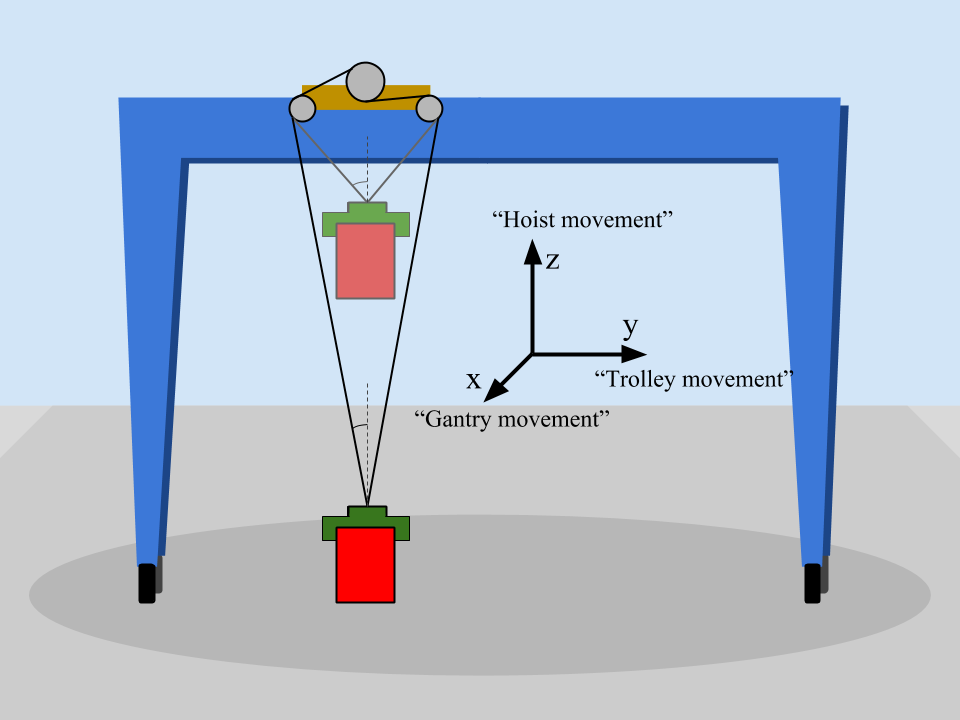 “Hoist movement”
z
y
“Trolley movement”
x
“Gantry movement”